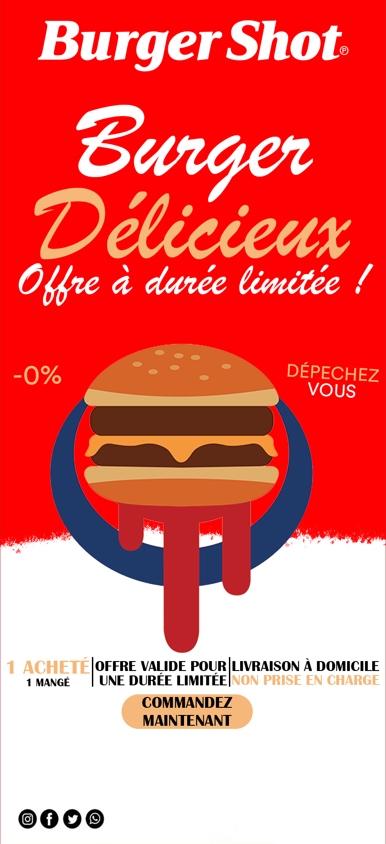 Burger Shot ℗
Burger
Délicieux
Offre à durée limitée !
-0%
DÉPECHEZ
VOUS
1 ACHETÉ
1 MANGÉ
OFFRE VALIDE POUR
UNE DURÉE LIMITÉE
LIVRAISON À DOMICILE
NON PRISE EN CHARGE
COMMANDEZ
MAINTENANT